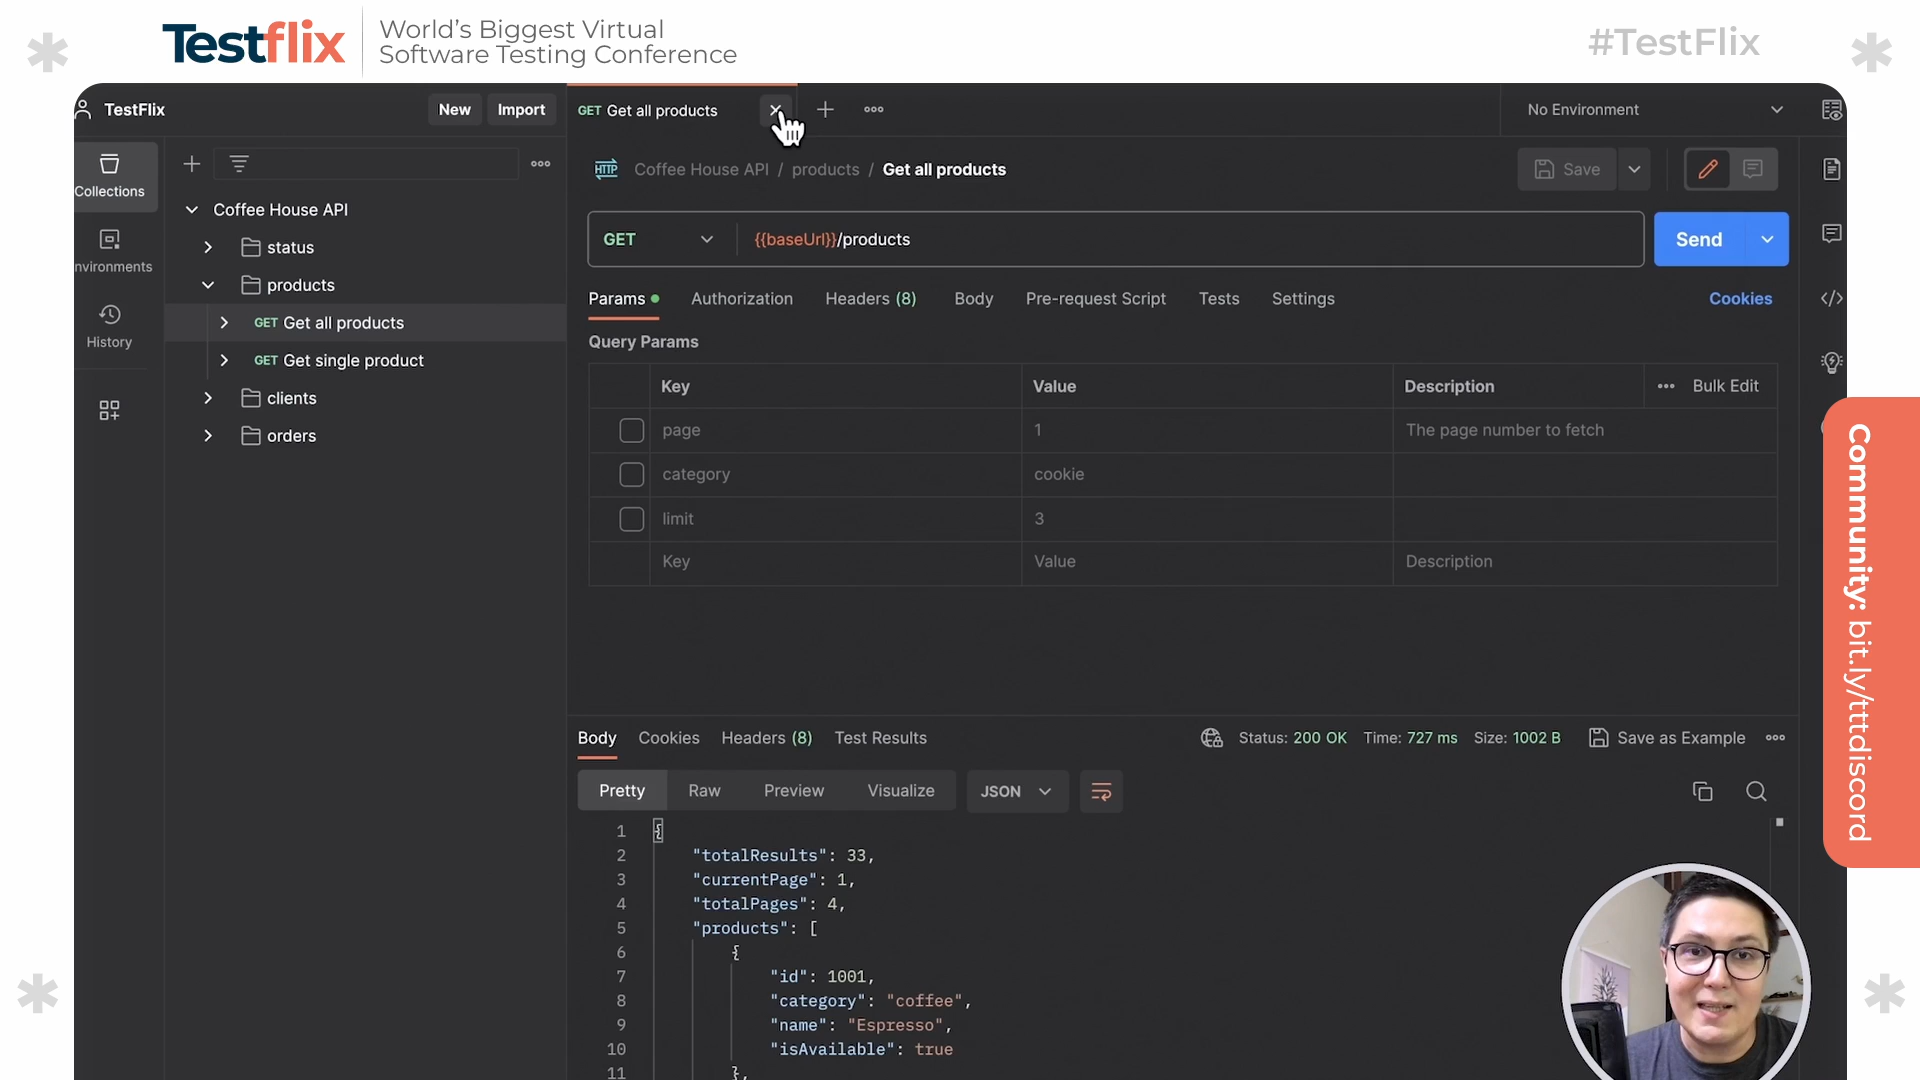 Testflix
World's Biggest Virtual
Software Testing Conference
#TestFlix
TestFlix
New
Import
GET Get all products
No Environment
Collections
nvironments
History
Coffee House API
status
products
GET Get all products
GET Get single product
clients
orders
HTTP
Coffee House API / products / Get all products
Save
GET
{{baseUrl}}/products
Send
Params
Authorization
Headers (8)
Body
Pre-request Script
Tests
Settings
Cookies
Query Params
Key
Value
Description
Bulk Edit
page
1
The page number to fetch
category
cookie
limit
3
Key
Value
Description
Body
Cookies
Headers (8)
Test Results
Status: 200 OK
Time: 727 ms
Size: 1002 B
Save as Example
Pretty
Raw
Preview
Visualize
JSON
1 {
2 "totalResults": 33,
3 "currentPage": 1,
4 "totalPages": 4,
5 "products": [
6 {
7 "id": 1001,
8 "category": "coffee",
9 "name": "Espresso",
10 "isAvailable": true
11 },
Community: bit.ly/tttdiscord